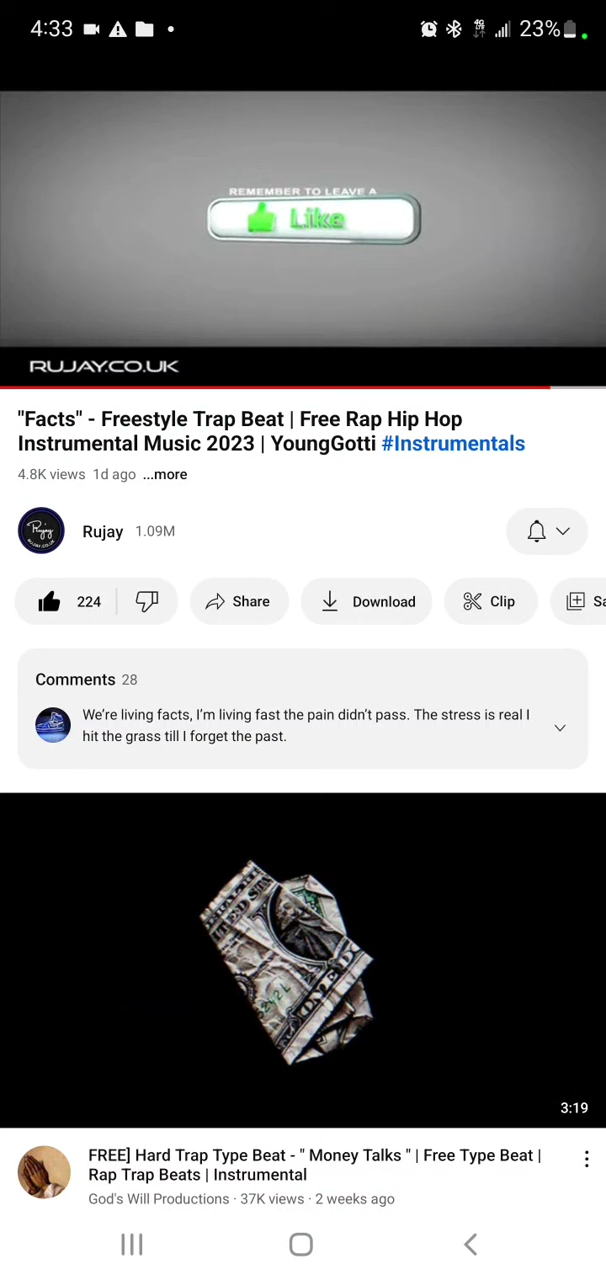 4:33
4G
LTE
23%
REMEMBER TO LEAVE A
Like
RUJAY.CO.UK
"Facts" - Freestyle Trap Beat | Free Rap Hip Hop
Instrumental Music 2023 | YoungGotti #Instrumentals
4.8K views 1d ago ...more
Rujay 1.09M
224
Share
Download
Clip
Sa
Comments 28
We’re living facts, I’m living fast the pain didn’t pass. The stress is real I
hit the grass till I forget the past.
3:19
FREE] Hard Trap Type Beat - " Money Talks " | Free Type Beat |
Rap Trap Beats | Instrumental
God's Will Productions · 37K views · 2 weeks ago